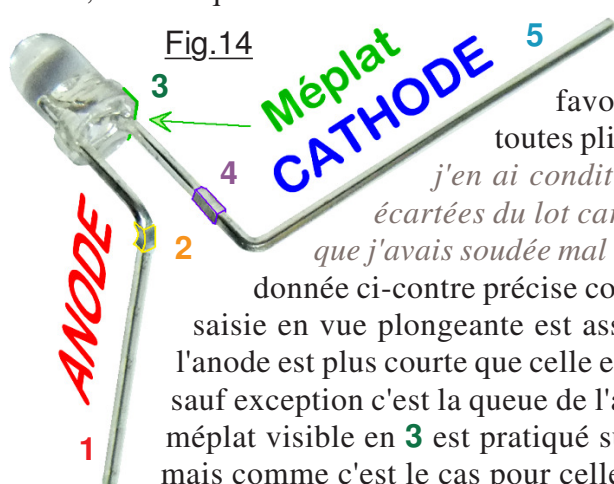 Fig.14
5
3
Méplat
CATHODE
favo
toutes pli
4
j'en ai condit
écartées du lot car
2
que j'avais soudée mal
ANODE
donnée ci-contre précise co
saisie en vue plongeante est ass
l'anode est plus courte que celle e
sauf exception c'est la queue de l'a
1
méplat visible en 3 est pratiqué s
mais comme c'est le cas pour celle